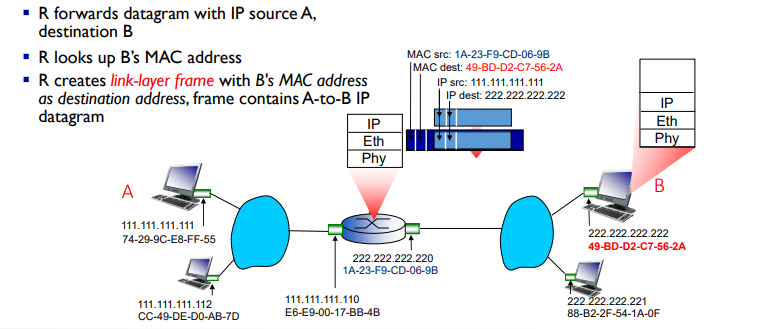 ▪ R forwards datagram with IP source A,
destination B
▪ R looks up B's MAC address
▪ R creates link-layer frame with B's MAC address
as destination address, frame contains A-to-B IP
datagram
MAC src: 1A-23-F9-CD-06-9B
MAC dest: 49-BD-D2-C7-56-2A
IP src: 111.111.111.111
IP dest: 222.222.222.222
IP
Eth
Phy
IP
Eth
Phy
A
B
111.111.111.111
74-29-9C-E8-FF-55
222.222.222.222
49-BD-D2-C7-56-2A
222.222.222.220
1A-23-F9-CD-06-9B
111.111.111.112
CC-49-DE-D0-AB-7D
111.111.111.110
E6-E9-00-17-BB-4B
222.222.222.221
88-B2-2F-54-1A-0F